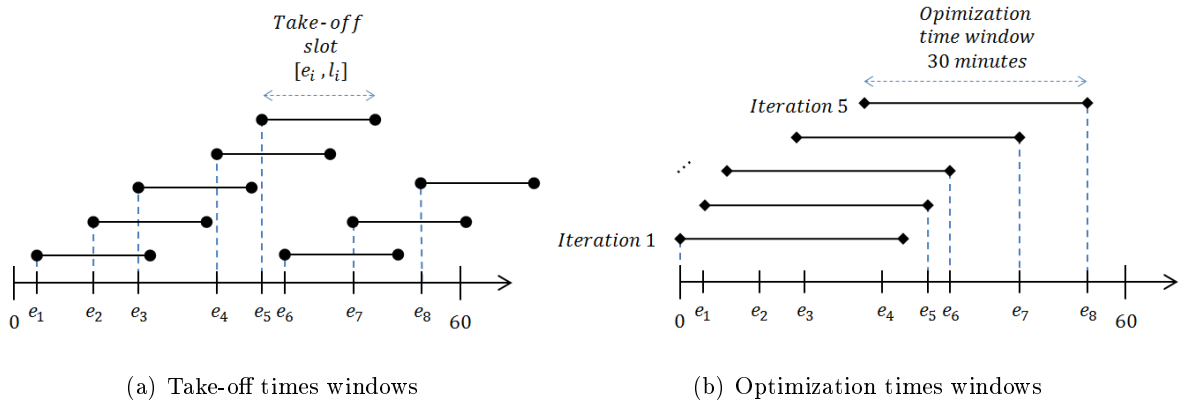 Take-off
slot
[e_i , l_i]
0 e_1 e_2 e_3 e_4 e_5 e_6 e_7 e_8 60
(a) Take-off times windows
Opimization
time window
30 minutes
Iteration 5
⋰
Iteration 1
0 e_1 e_2 e_3 e_4 e_5 e_6 e_7 e_8 60
(b) Optimization times windows